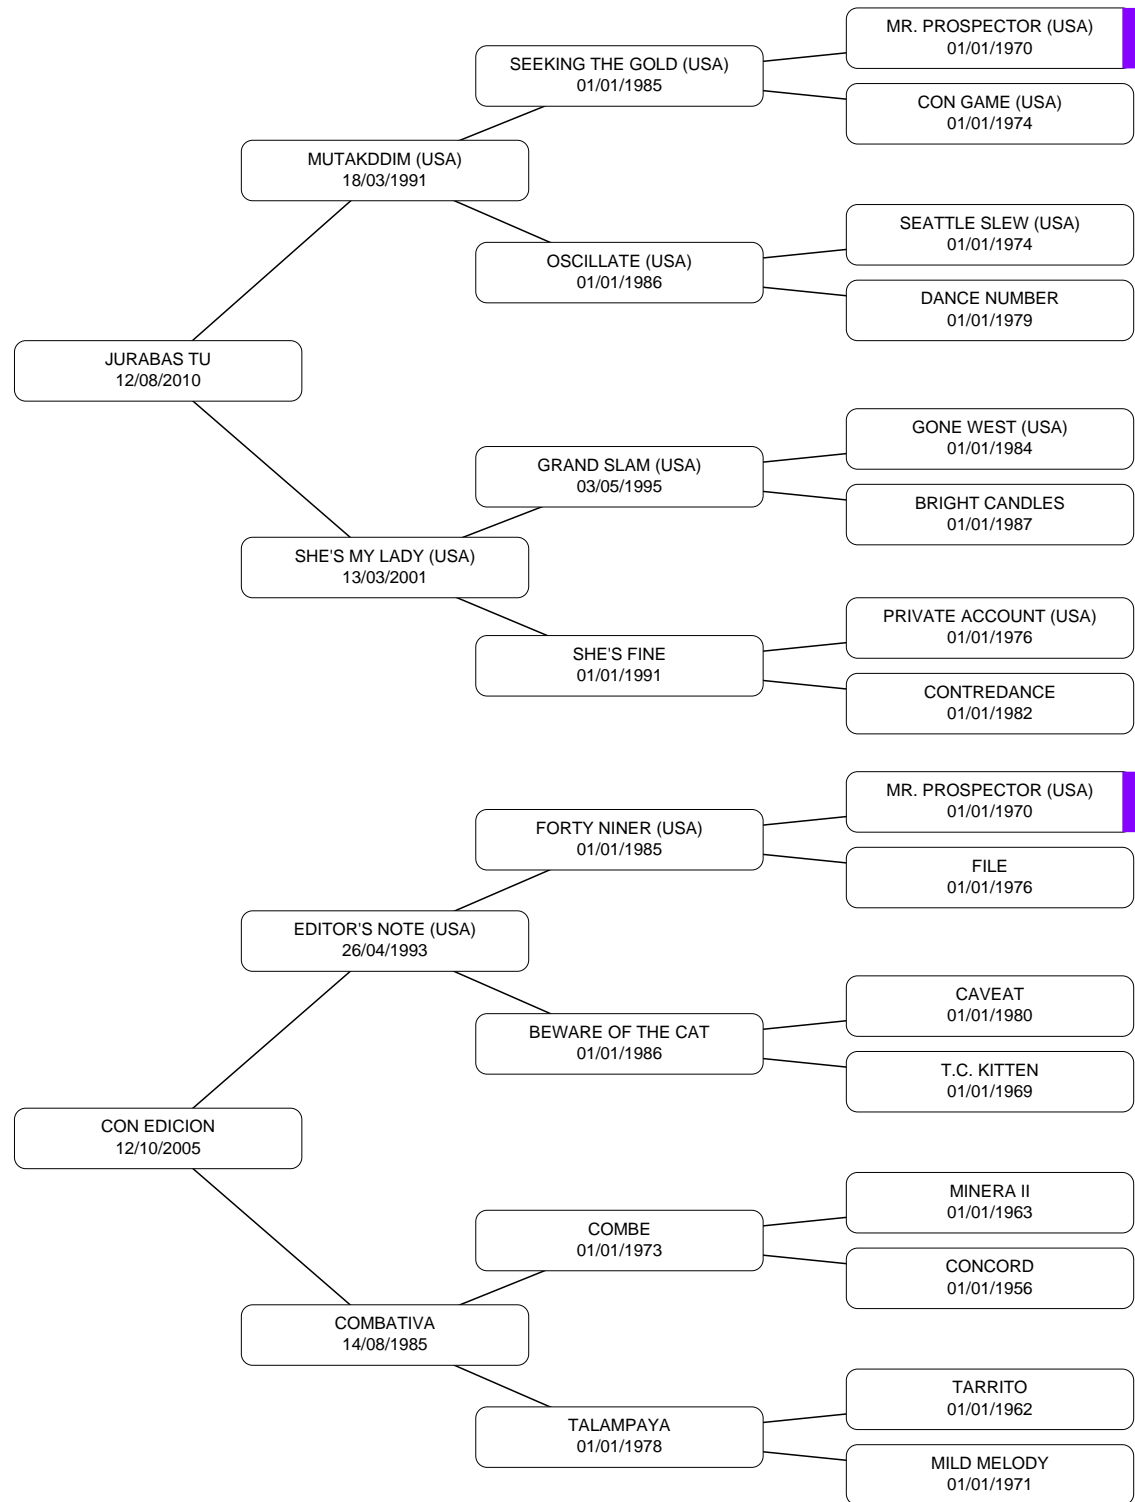 MR. PROSPECTOR (USA)
01/01/1970
SEEKING THE GOLD (USA)
01/01/1985
CON GAME (USA)
01/01/1974
MUTAKDDIM (USA)
18/03/1991
SEATTLE SLEW (USA)
01/01/1974
OSCILLATE (USA)
01/01/1986
DANCE NUMBER
01/01/1979
JURABAS TU
12/08/2010
GONE WEST (USA)
01/01/1984
GRAND SLAM (USA)
03/05/1995
BRIGHT CANDLES
01/01/1987
SHE'S MY LADY (USA)
13/03/2001
PRIVATE ACCOUNT (USA)
01/01/1976
SHE'S FINE
01/01/1991
CONTREDANCE
01/01/1982
MR. PROSPECTOR (USA)
01/01/1970
FORTY NINER (USA)
01/01/1985
FILE
01/01/1976
EDITOR'S NOTE (USA)
26/04/1993
CAVEAT
01/01/1980
BEWARE OF THE CAT
01/01/1986
T.C. KITTEN
01/01/1969
CON EDICION
12/10/2005
MINERA II
01/01/1963
COMBE
01/01/1973
CONCORD
01/01/1956
COMBATIVA
14/08/1985
TARRITO
01/01/1962
TALAMPAYA
01/01/1978
MILD MELODY
01/01/1971